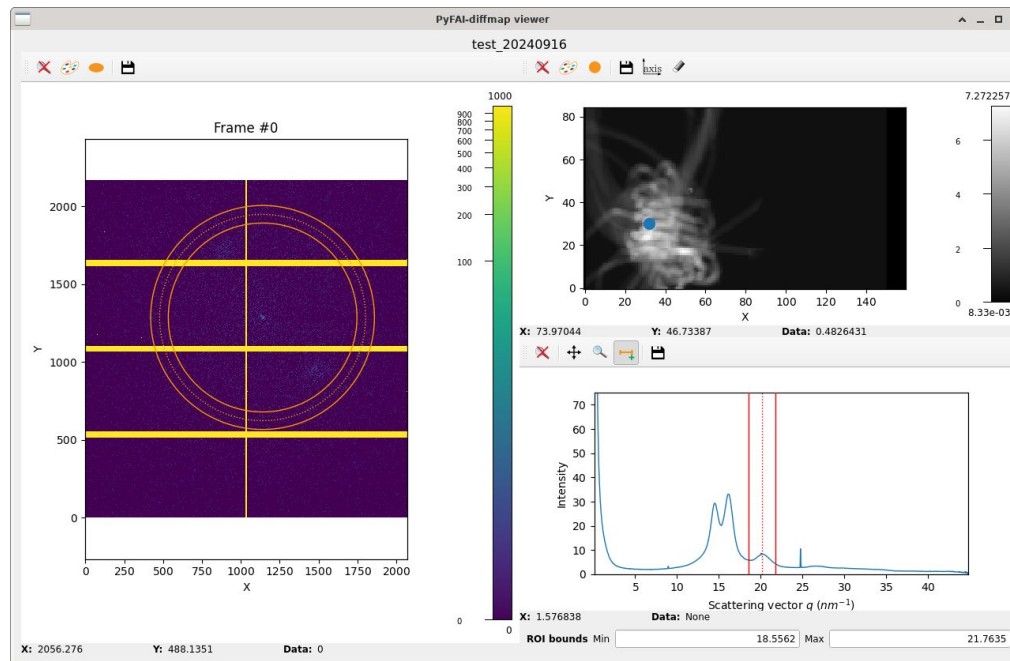 PyFAI-diffmap viewer
test_20240916
axis
Frame #0
1000
900
800
700
600
500
400
300
200
100
0
0
Y
2000
1500
1000
500
0
0 250 500 750 1000 1250 1500 1750 2000
X
X: 2056.276 Y: 488.1351 Data: 0
7.272257
6
4
2
0
8.33e-03
Y
80
60
40
20
0
0 20 40 60 80 100 120 140
X
X: 73.97044 Y: 46.73387 Data: 0.4826431
Intensity
70
60
50
40
30
20
10
0
5 10 15 20 25 30 35 40
Scattering vector q (nm⁻¹)
X: 1.576838 Data: None
ROI bounds Min 18.5562 Max 21.7635